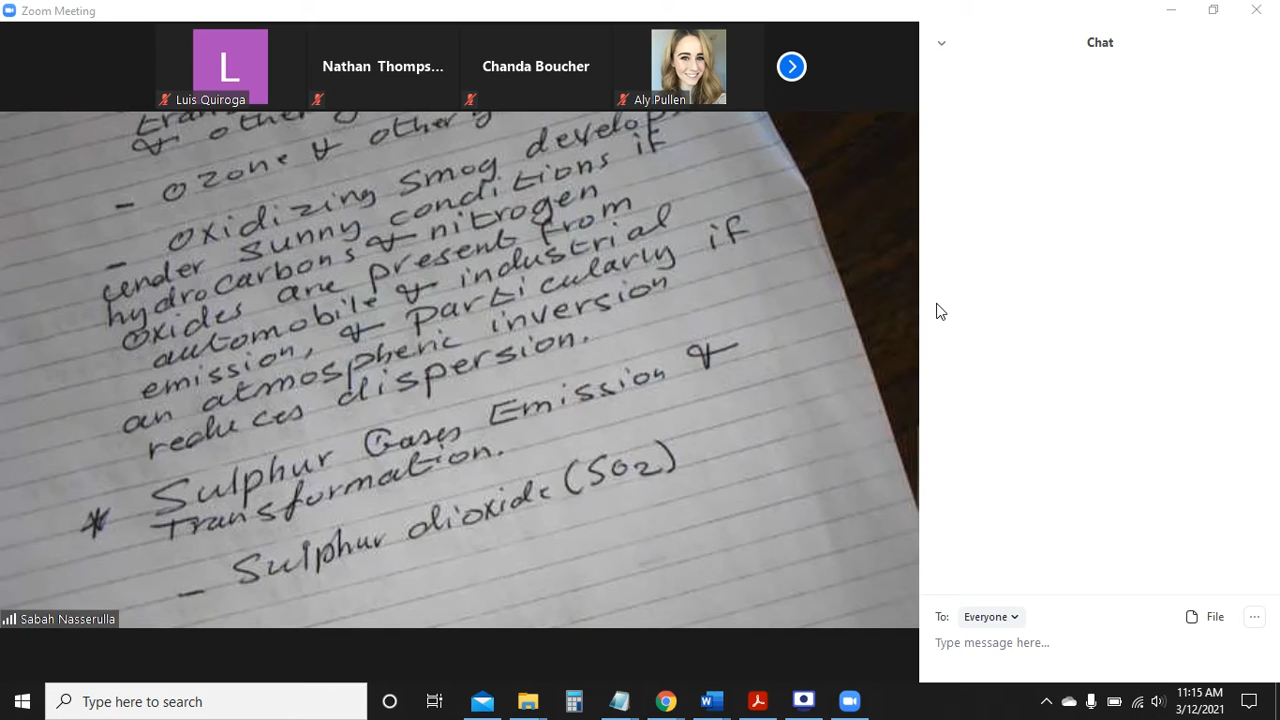 Zoom Meeting
Chat
L
Luis Quiroga
Nathan Thomps...
Chanda Boucher
Aly Pullen
& other
- ozone & other
- oxidizing smog develop
under sunny conditions if
hydrocarbons & nitrogen
oxides are present from
automobile & industrial
emission, & particularly if
an atmospheric inversion
reduces dispersion.
* Sulphur Gases Emission &
Transformation.
- Sulphur dioxide (SO2)
Sabah Nasserulla
To: Everyone
File
Type message here...
Type here to search
11:15 AM
3/12/2021